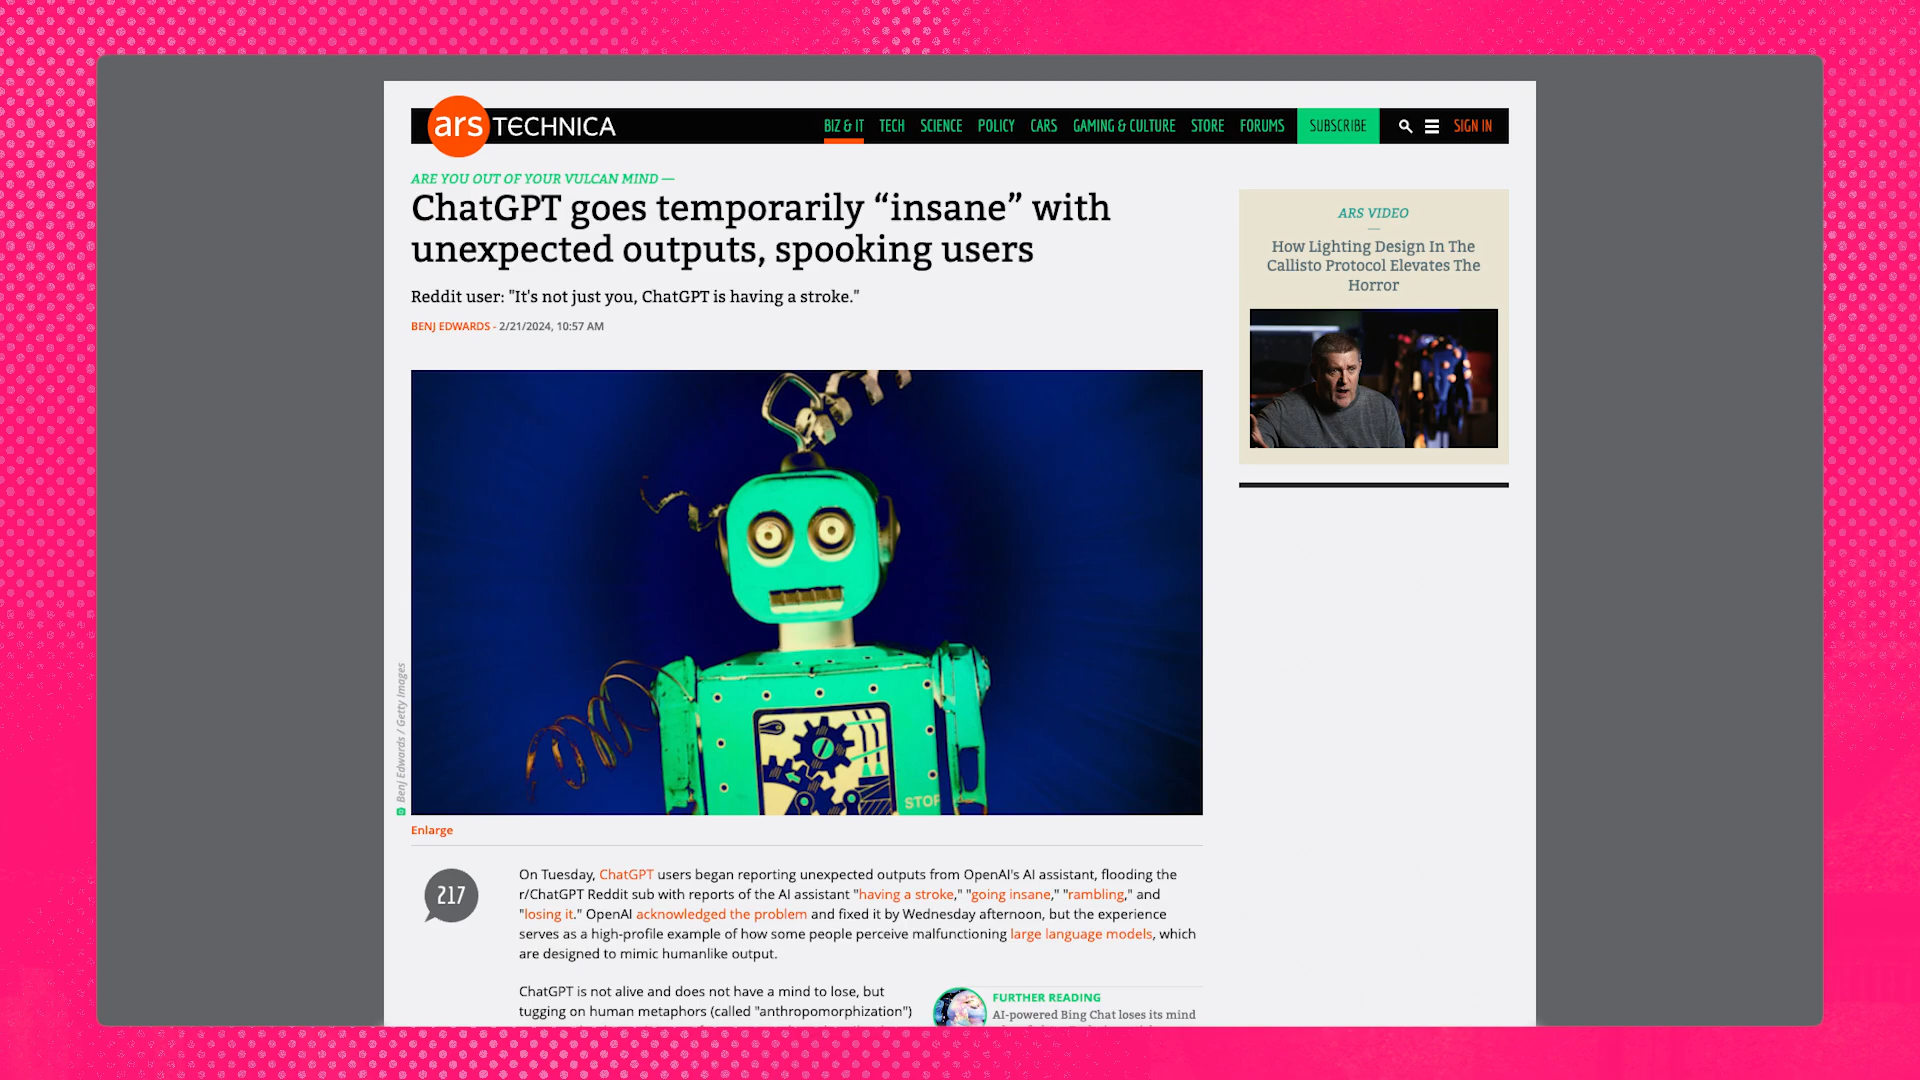 ars TECHNICA
BIZ & IT TECH SCIENCE POLICY CARS GAMING & CULTURE STORE FORUMS SUBSCRIBE SIGN IN
ARE YOU OUT OF YOUR VULCAN MIND —
ChatGPT goes temporarily “insane” with
unexpected outputs, spooking users
Reddit user: "It's not just you, ChatGPT is having a stroke."
BENJ EDWARDS - 2/21/2024, 10:57 AM
ARS VIDEO
How Lighting Design In The
Callisto Protocol Elevates The
Horror
STOP
Benj Edwards / Getty Images
Enlarge
217
On Tuesday, ChatGPT users began reporting unexpected outputs from OpenAI's AI assistant, flooding the
r/ChatGPT Reddit sub with reports of the AI assistant "having a stroke," "going insane," "rambling," and
"losing it." OpenAI acknowledged the problem and fixed it by Wednesday afternoon, but the experience
serves as a high-profile example of how some people perceive malfunctioning large language models, which
are designed to mimic humanlike output.
ChatGPT is not alive and does not have a mind to lose, but
tugging on human metaphors (called "anthropomorphization")
FURTHER READING
AI-powered Bing Chat loses its mind